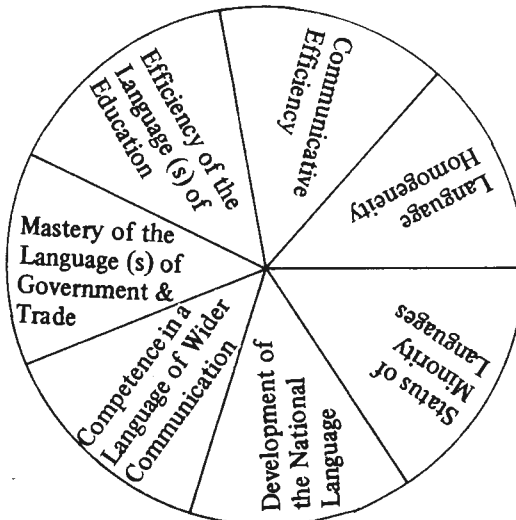 Communicative
Efficiency
Language
Homogeneity
Status of
Minority
Languages
Development of
the National
Language
Competence in a
Language of Wider
Communication
Mastery of the
Language (s) of
Government &
Trade
Efficiency of the
Language (s) of
Education